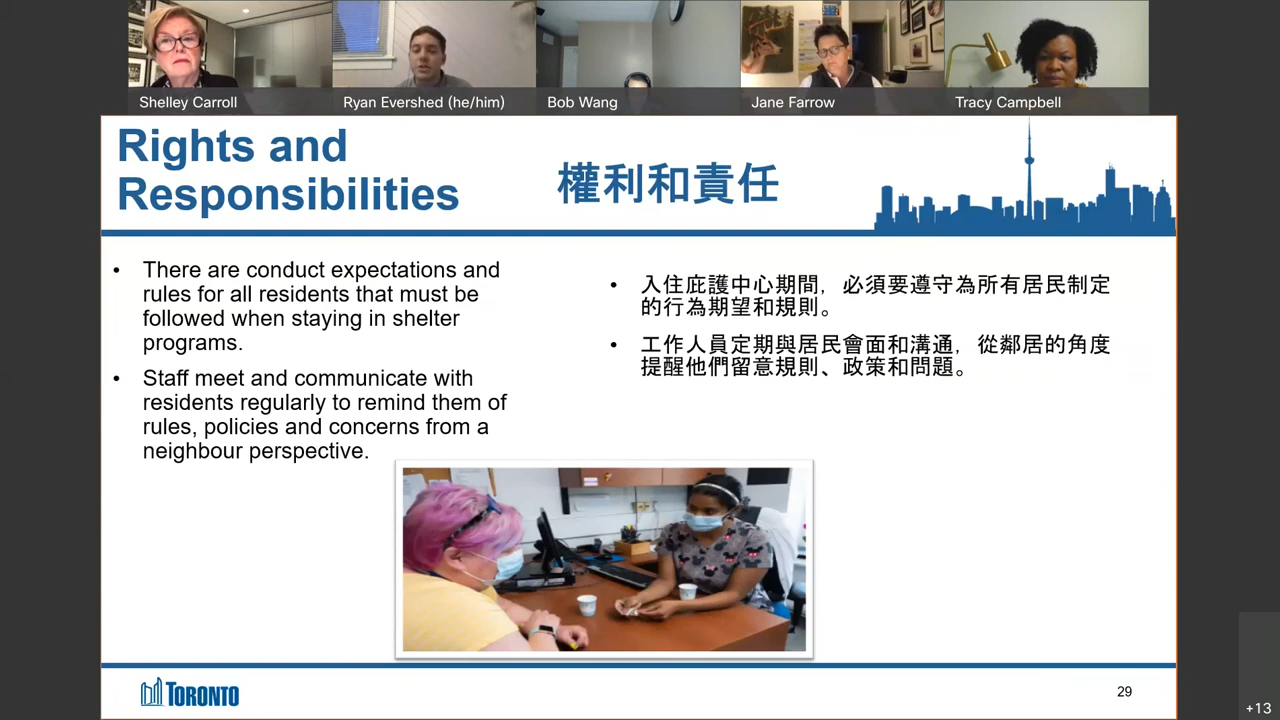 Shelley Carroll
Ryan Evershed (he/him)
Bob Wang
Jane Farrow
Tracy Campbell
Rights and
Responsibilities
權利和責任
• There are conduct expectations and
rules for all residents that must be
followed when staying in shelter
programs.
• Staff meet and communicate with
residents regularly to remind them of
rules, policies and concerns from a
neighbour perspective.
• 入住庇護中心期間，必須要遵守為所有居民制定
的行為期望和規則。
• 工作人員定期與居民會面和溝通，從鄰居的角度
提醒他們留意規則、政策和問題。
TORONTO
29
+13